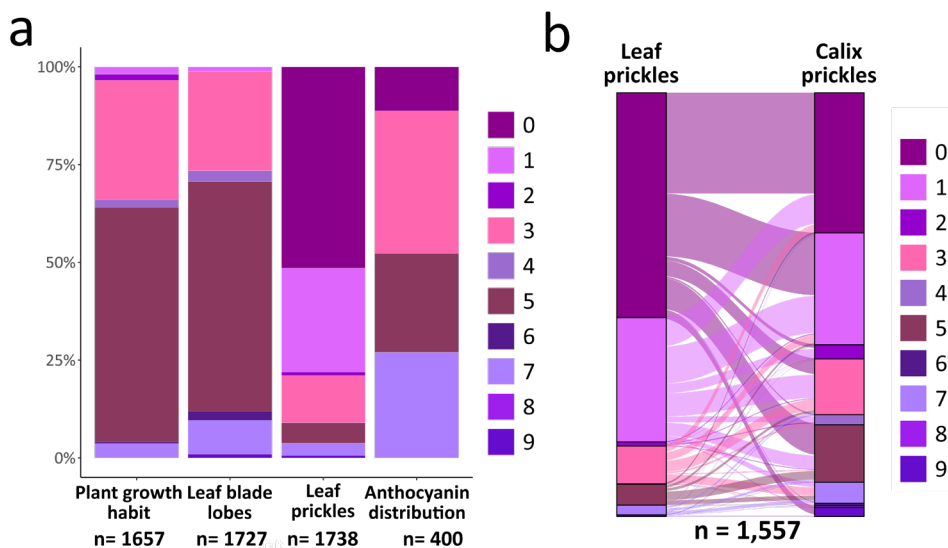 a
100%
75%
50%
25%
0%
Plant growth
habit
n= 1657
Leaf blade
lobes
n= 1727
Leaf
prickles
n= 1738
Anthocyanin
distribution
n= 400
0
1
2
3
4
5
6
7
8
9
b
Leaf
prickles
Calix
prickles
n = 1,557
0
1
2
3
4
5
6
7
8
9